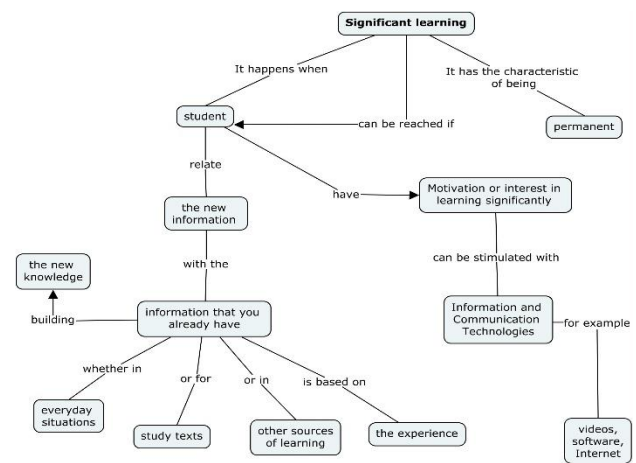 Significant learning
It happens when
It has the characteristic
of being
student
can be reached if
permanent
relate
have
Motivation or interest in
learning significantly
the new
information
with the
can be stimulated with
the new
knowledge
building
information that you
already have
Information and
Communication
Technologies
for example
whether in
or for
or in
is based on
everyday
situations
study texts
other sources
of learning
the experience
videos,
software,
Internet